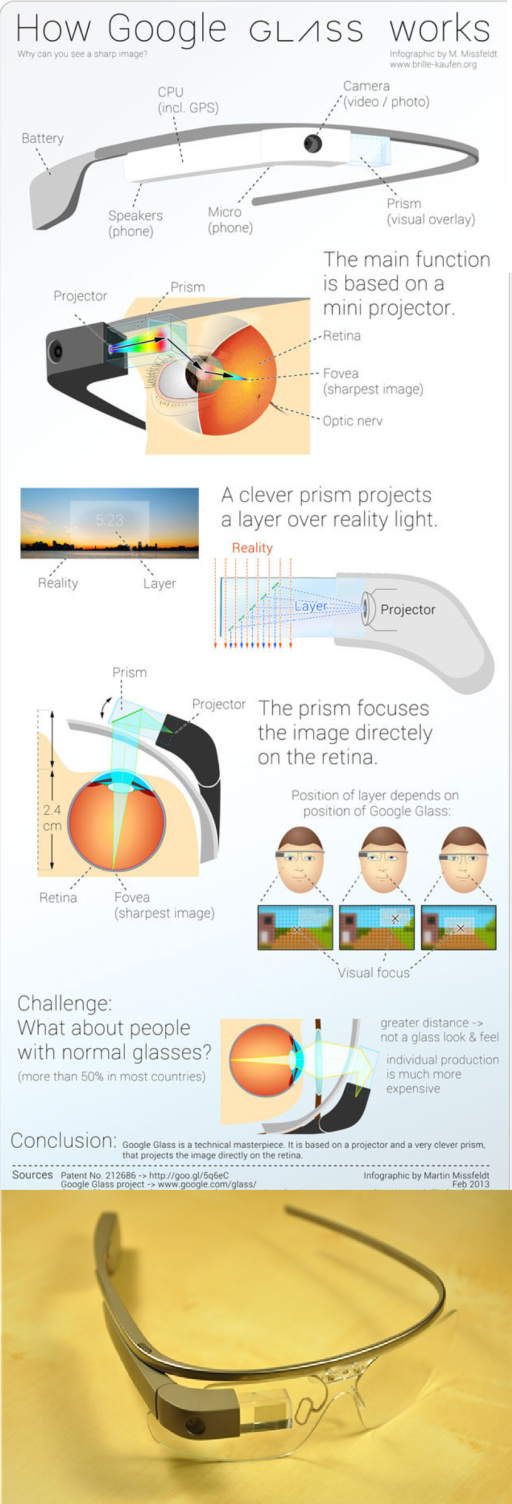 How Google GLASS works
Why can you see a sharp image?
Infographic by M. Missfeldt
www.brille-kaufen.org
Camera
(video / photo)
CPU
(incl. GPS)
Battery
Speakers
(phone)
Micro
(phone)
Prism
(visual overlay)
The main function
is based on a
mini projector.
Prism
Projector
Retina
Fovea
(sharpest image)
Optic nerv
A clever prism projects
a layer over reality light.
5:23
Reality
Layer
Reality
Layer
Projector
Prism
Projector
The prism focuses
the image directely
on the retina.
2.4
cm
Retina
Fovea
(sharpest image)
Position of layer depends on
position of Google Glass:
Visual focus
Challenge:
What about people
with normal glasses?
(more than 50% in most countries)
greater distance ->
not a glass look & feel
individual production
is much more
expensive
Conclusion: Google Glass is a technical masterpiece. It is based on a projector and a very clever prism,
that projects the image directly on the retina.
Sources Patent No. 212686 -> http://goo.gl/5q6eC
Google Glass project -> www.google.com/glass/
Infographic by Martin Missfeldt
Feb 2013